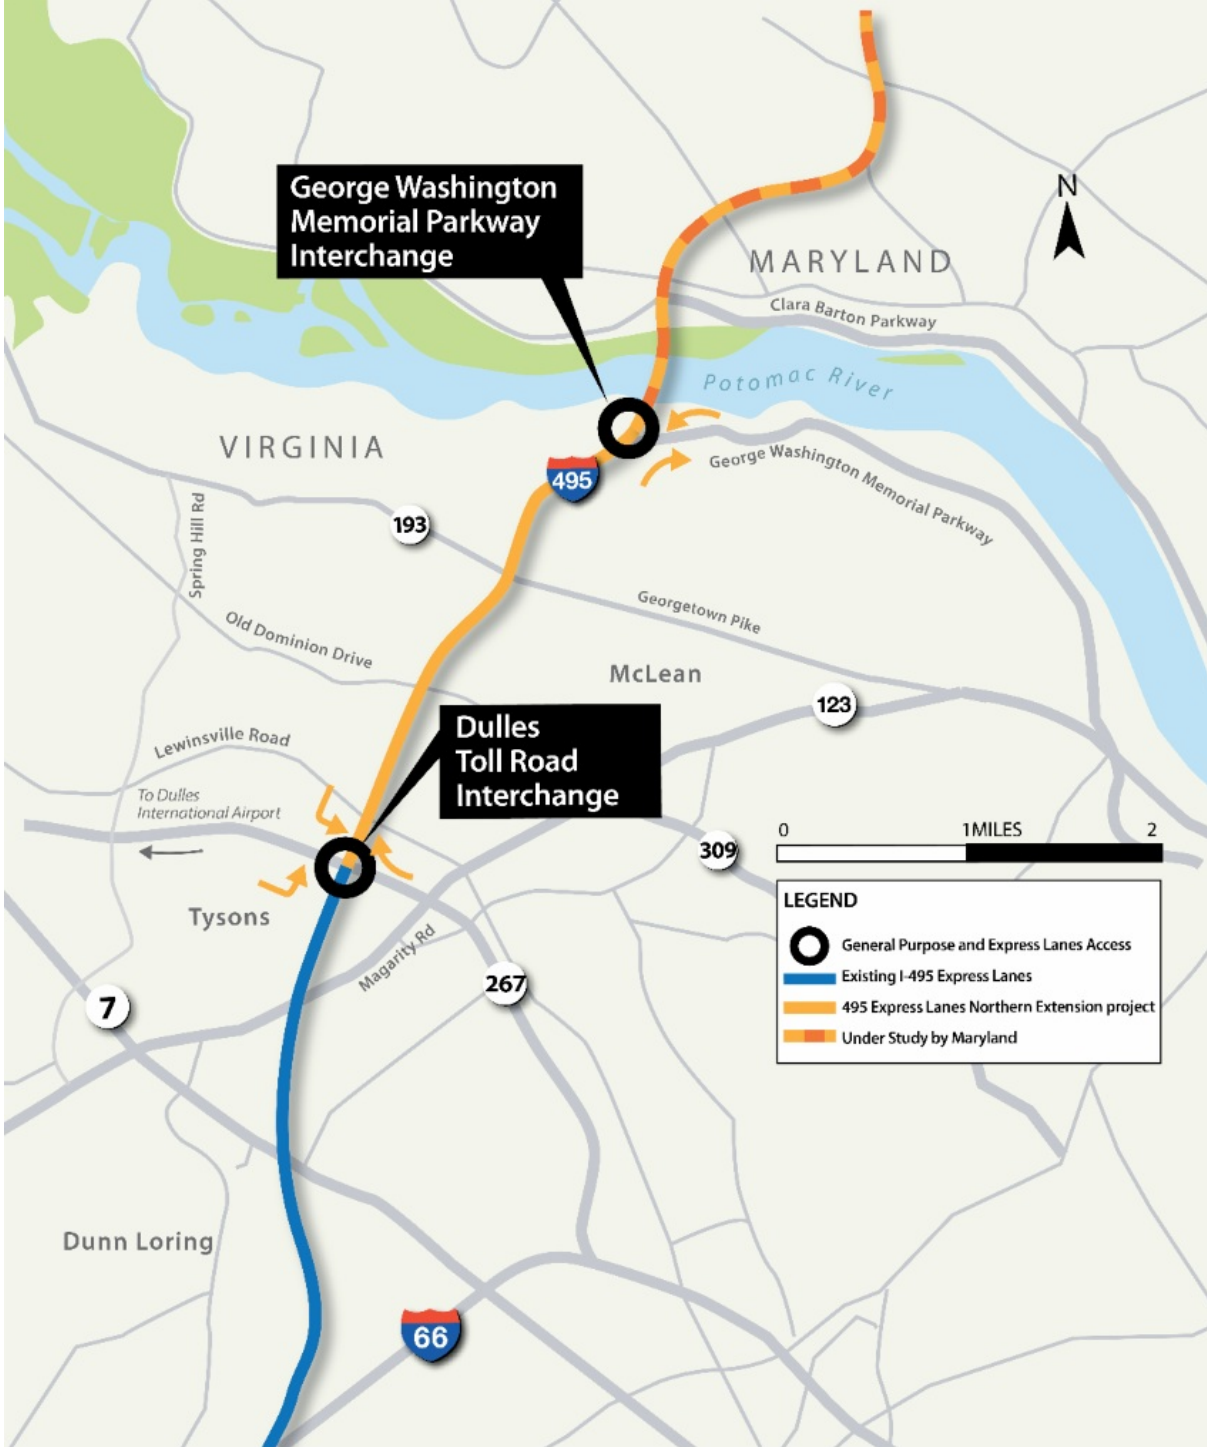 George Washington
Memorial Parkway
Interchange
N
MARYLAND
Clara Barton Parkway
Potomac River
VIRGINIA
495
George Washington Memorial Parkway
193
Spring Hill Rd
Georgetown Pike
Old Dominion Drive
McLean
123
Dulles
Toll Road
Interchange
Lewinsville Road
To Dulles
International Airport
0 1MILES 2
309
LEGEND
General Purpose and Express Lanes Access
Existing I-495 Express Lanes
495 Express Lanes Northern Extension project
Under Study by Maryland
Tysons
Magarity Rd
267
7
Dunn Loring
66